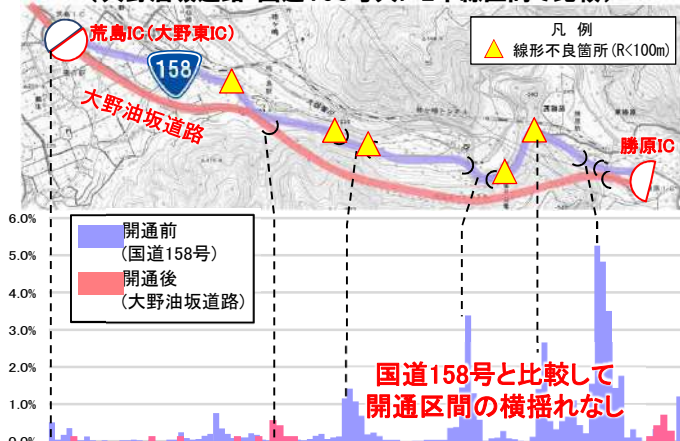 荒島IC(大野東IC)
凡 例
線形不良箇所(R<100m)
158
大野油坂道路
勝原IC
6.0%
5.0%
4.0%
3.0%
2.0%
1.0%
0.0%
開通前
(国道158号)
開通後
(大野油坂道路)
国道158号と比較して
開通区間の横揺れなし